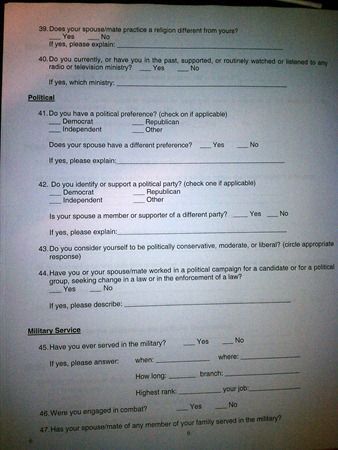 39. Does your spouse/mate practice a religion different from yours?
___ Yes ___ No
If yes, please explain: ___
40. Do you currently, or have you in the past, supported, or routinely watched or listened to any
radio or television ministry? ___ Yes ___ No
If yes, which ministry: ___
Political
41. Do you have a political preference? (check on if applicable)
___ Democrat ___ Republican
___ Independent ___ Other
Does your spouse have a different preference? ___ Yes ___ No
If yes, please explain: ___
42. Do you identify or support a political party? (check one if applicable)
___ Democrat ___ Republican
___ Independent ___ Other
Is your spouse a member or supporter of a different party? ___ Yes ___ No
If yes, please explain: ___
43. Do you consider yourself to be politically conservative, moderate, or liberal? (circle appropriate
response)
44. Have you or your spouse/mate worked in a political campaign for a candidate or for a political
group, seeking change in a law or in the enforcement of a law?
___ Yes ___ No
If yes, please describe: ___
Military Service
45. Have you ever served in the military? ___ Yes ___ No
If yes, please answer: when: ___ where: ___
How long: ___ branch: ___
Highest rank: ___ your job: ___
46. Were you engaged in combat? ___ Yes ___ No
47. Has your spouse/mate of any member of your family served in the military?
6